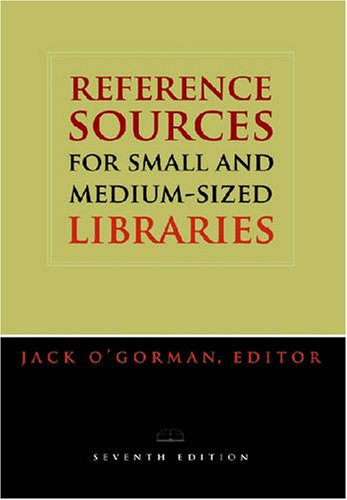 REFERENCE
SOURCES
FOR SMALL AND
MEDIUM-SIZED
LIBRARIES
JACK O'GORMAN, EDITOR
SEVENTH EDITION